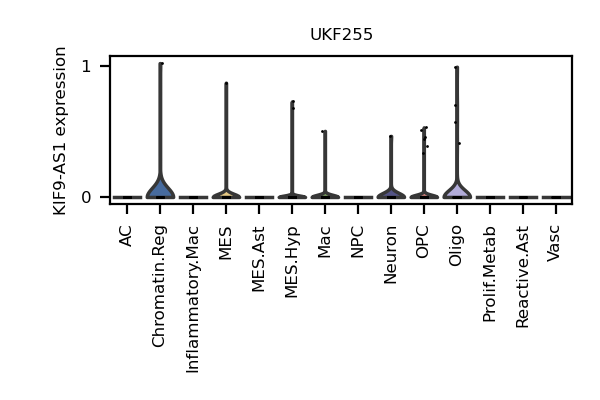 UKF255
KIF9-AS1 expression
1
0
AC
Chromatin.Reg
Inflammatory.Mac
MES
MES.Ast
MES.Hyp
Mac
NPC
Neuron
OPC
Oligo
Prolif.Metab
Reactive.Ast
Vasc